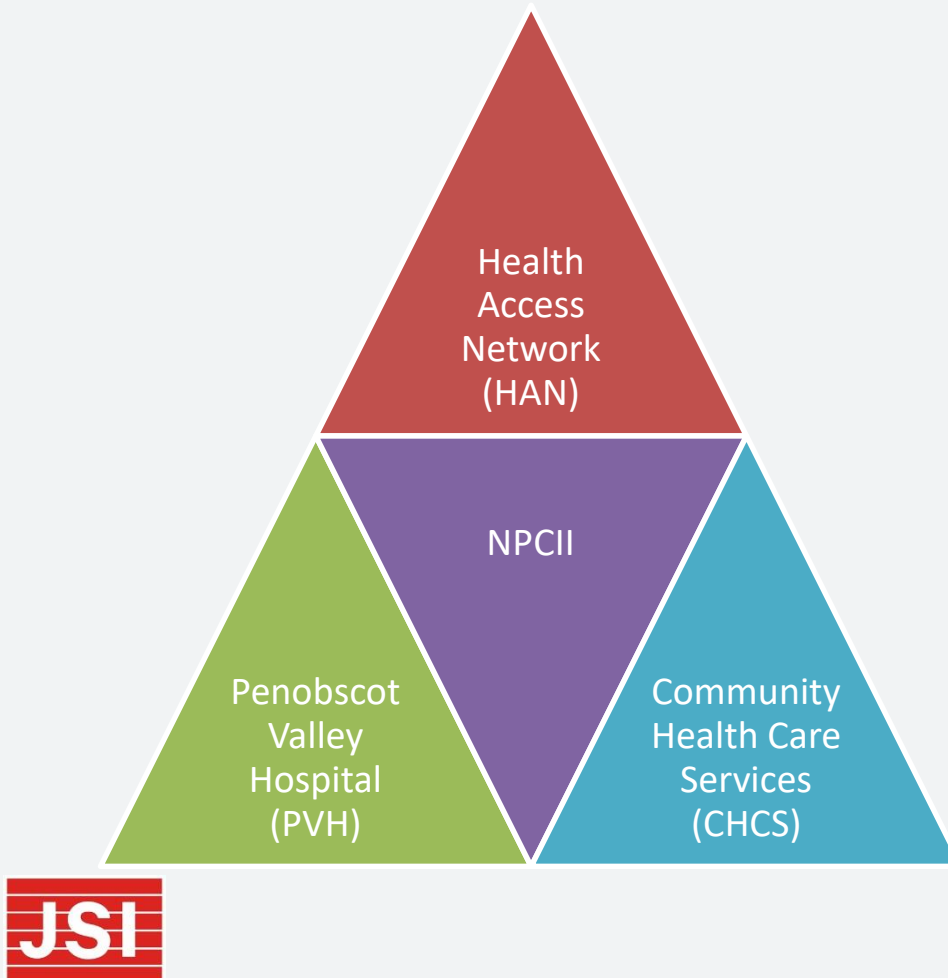 Health
Access
Network
(HAN)
NPCII
Penobscot
Valley
Hospital
(PVH)
Community
Health Care
Services
(CHCS)
JSI